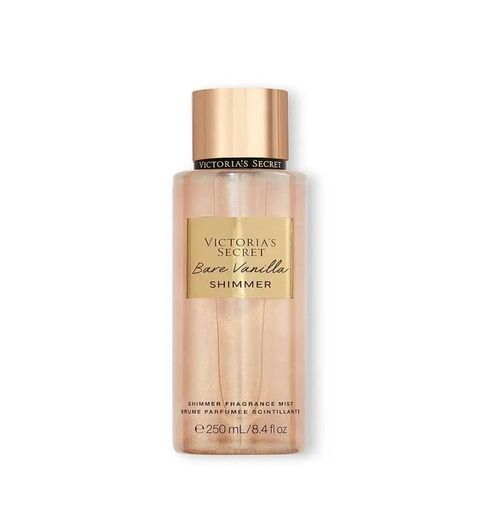 VICTORIA'S SECRET
VICTORIA'S
SECRET
Bare Vanilla
SHIMMER
SHIMMER FRAGRANCE MIST
BRUME PARFUMÉE SCINTILLANTE
℮ 250 mL/8.4 fl oz